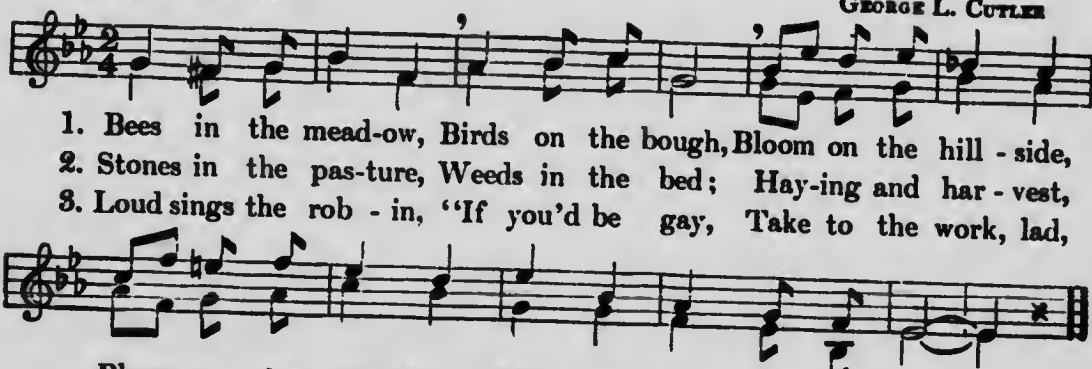 GEORGE L. CUTLER
2
4
1. Bees in the mead-ow, Birds on the bough, Bloom on the hill - side,
2. Stones in the pas-ture, Weeds in the bed; Hay-ing and har - vest,
3. Loud sings the rob - in, “If you'd be gay, Take to the work, lad,